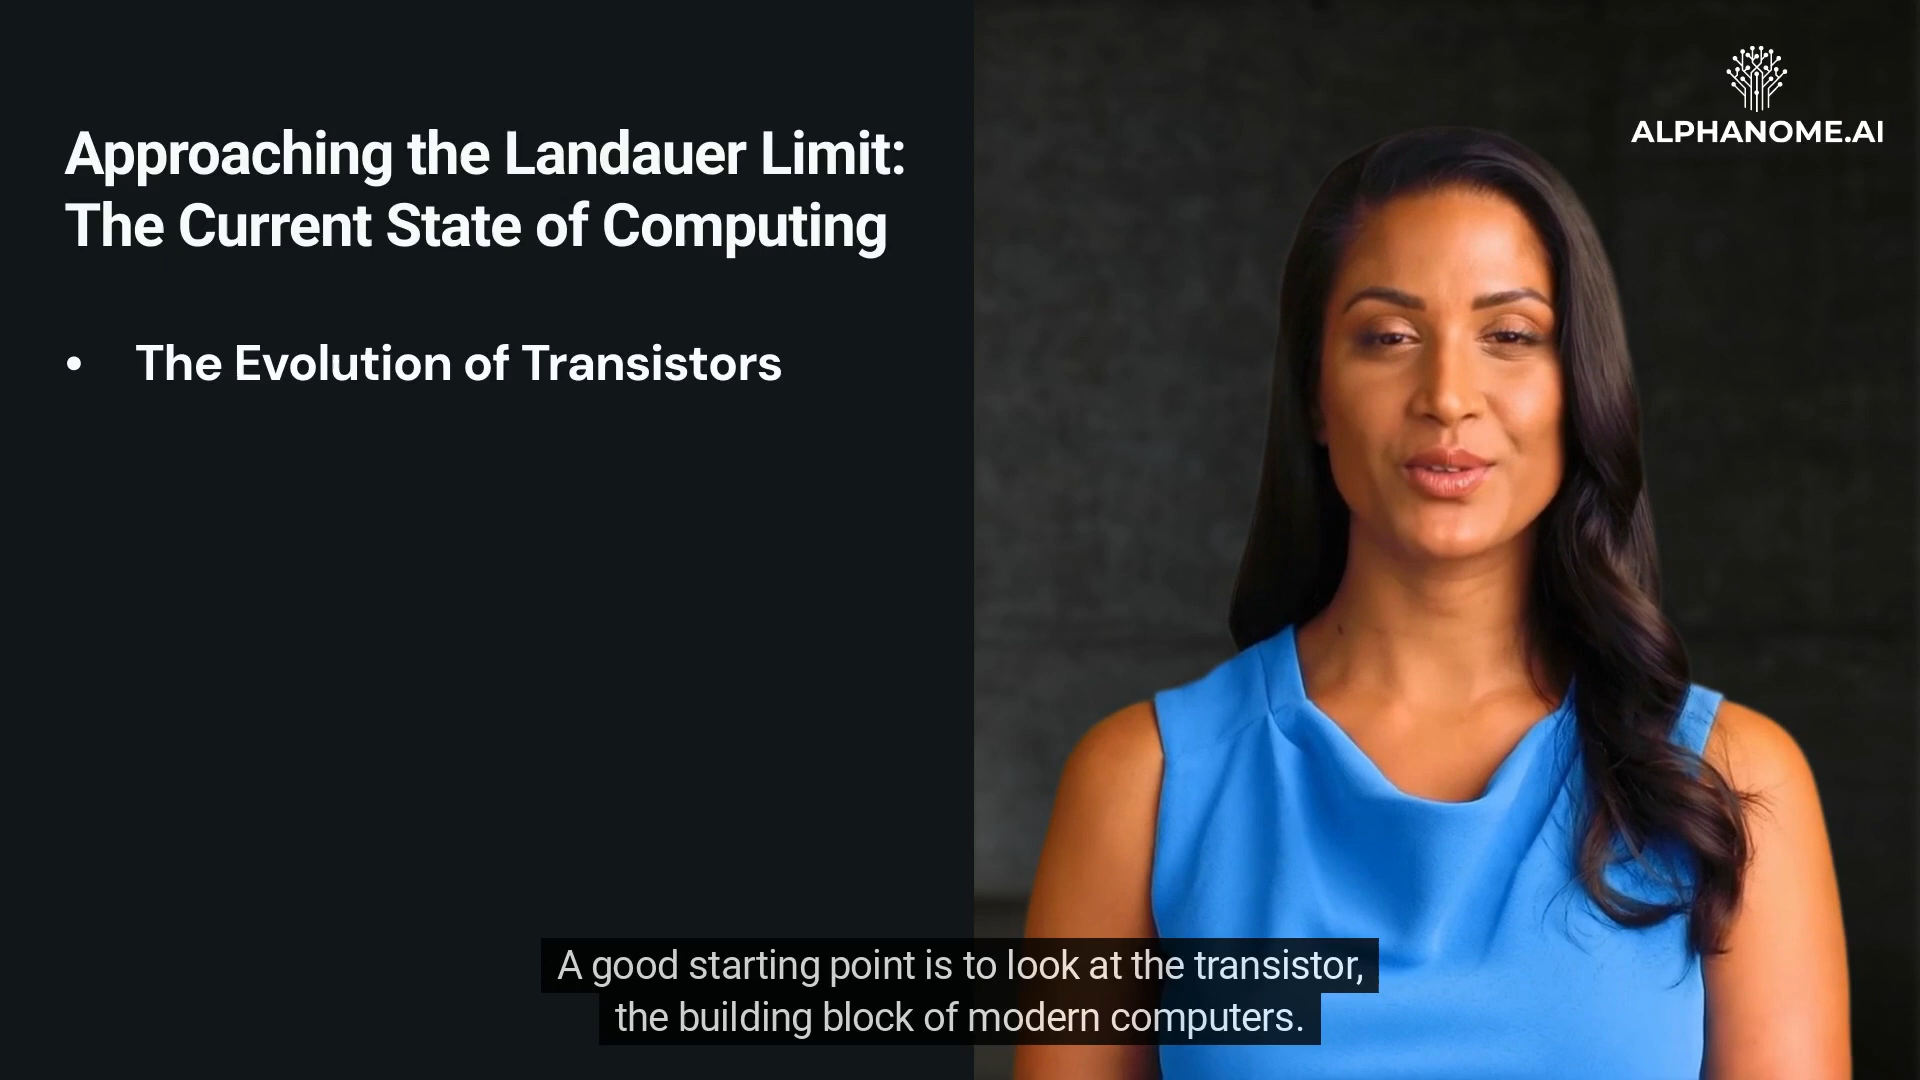 ALPHANOME.AI
Approaching the Landauer Limit:
The Current State of Computing
• The Evolution of Transistors
A good starting point is to look at the transistor,
the building block of modern computers.